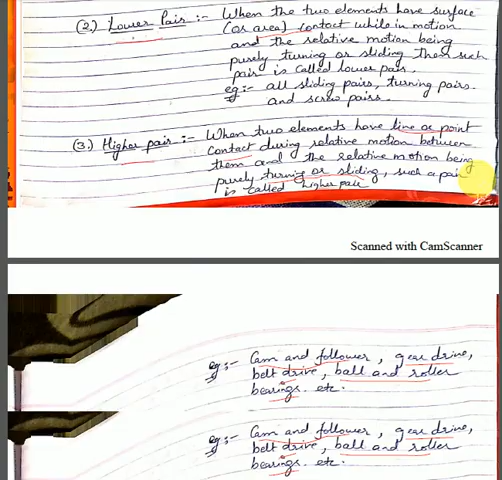 (2.) Lower Pair :- When the two elements have surface
(or area) contact while in motion
and the relative motion being
purely turning or sliding then such
pair is called lower pair.
eg:- all sliding pairs, turning pairs.
and screw pairs.
(3.) Higher pair :- When two elements have line or point
contact during relative motion between
them and the relative motion being
purely turning or sliding, such a pair
is called higher pair
Scanned with CamScanner
eg:- Cam and follower, gear drive,
belt drive, ball and roller
bearings. etc.
eg:- Cam and follower, gear drive,
belt drive, ball and roller
bearings. etc.